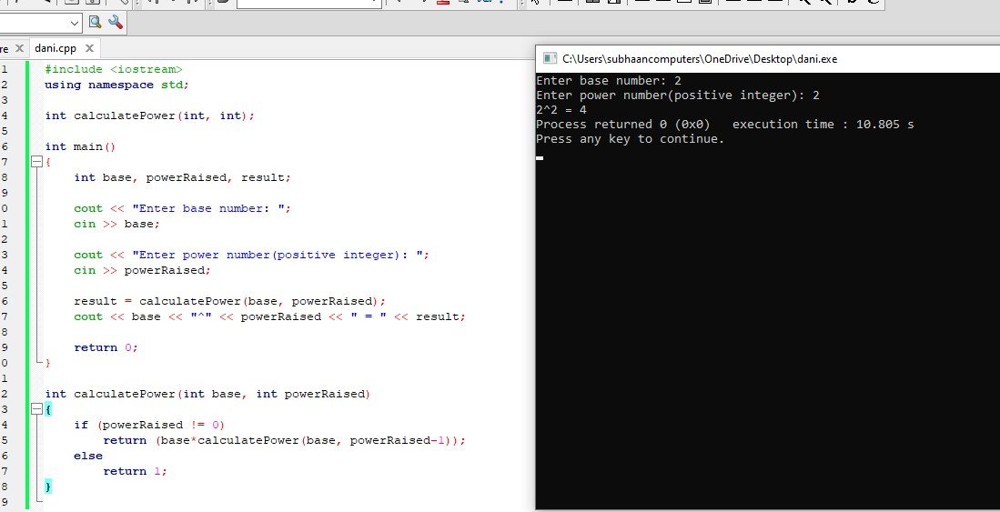 re X dani.cpp X
1 #include <iostream>
2 using namespace std;
3
4 int calculatePower(int, int);
5
6 int main()
7 {
8 int base, powerRaised, result;
9
0 cout << "Enter base number: ";
1 cin >> base;
2
3 cout << "Enter power number(positive integer): ";
4 cin >> powerRaised;
5
6 result = calculatePower(base, powerRaised);
7 cout << base << "^" << powerRaised << " = " << result;
8
9 return 0;
0 }
1
2 int calculatePower(int base, int powerRaised)
3 {
4 if (powerRaised != 0)
5 return (base*calculatePower(base, powerRaised-1));
6 else
7 return 1;
8 }
9
C:\Users\subhaancomputers\OneDrive\Desktop\dani.exe
Enter base number: 2
Enter power number(positive integer): 2
2^2 = 4
Process returned 0 (0x0) execution time : 10.805 s
Press any key to continue.